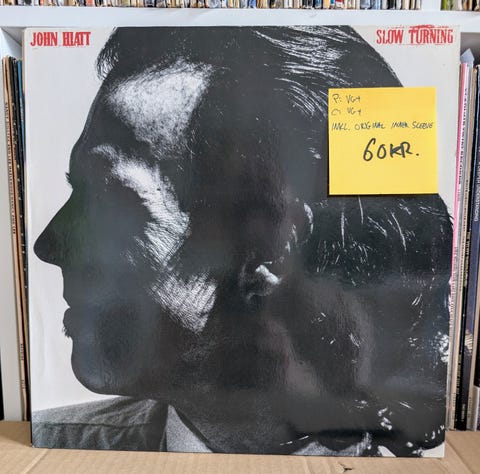 JOHN HIATT
SLOW TURNING
P: VG+
C: VG+
INKL. ORIGINAL INNER SLEEVE
60KR.